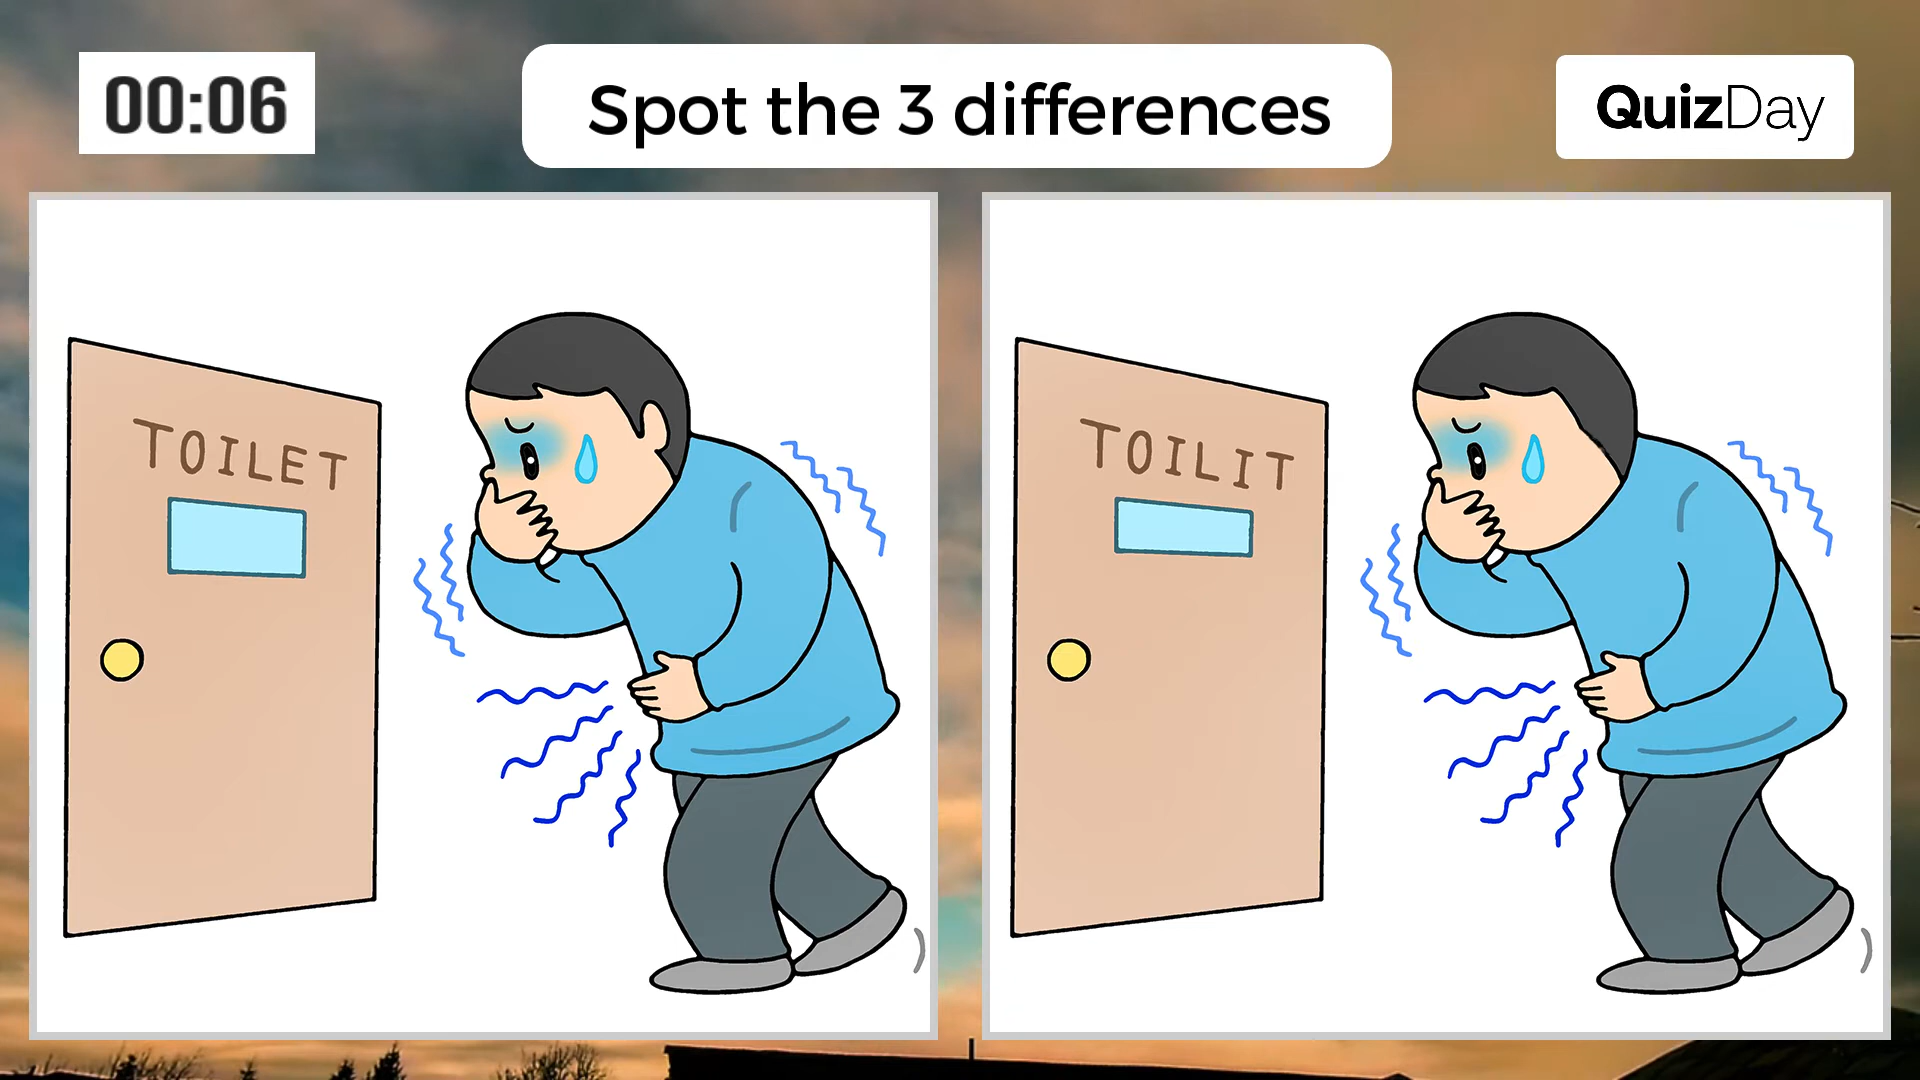 00:06
Spot the 3 differences
QuizDay
TOILET
TOILIT